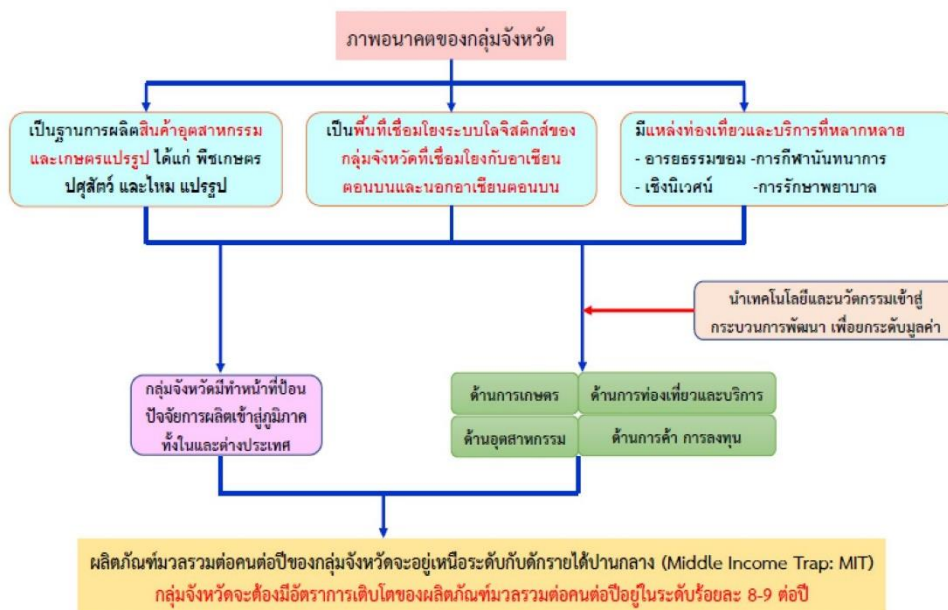 ภาพอนาคตของกลุ่มจังหวัด
เป็นฐานการผลิตสินค้าอุตสาหกรรม
และเกษตรแปรรูป ได้แก่ พืชเกษตร
ปศุสัตว์ และไหม แปรรูป
เป็นพื้นที่เชื่อมโยงระบบโลจิสติกส์ของ
กลุ่มจังหวัดที่เชื่อมโยงกับอาเซียน
ตอนบนและนอกอาเซียนตอนบน
มีแหล่งท่องเที่ยวและบริการที่หลากหลาย
- อารยธรรมขอม -การกีฬานันทนาการ
- เชิงนิเวศน์ -การรักษาพยาบาล
นำเทคโนโลยีและนวัตกรรมเข้าสู่
กระบวนการพัฒนา เพื่อยกระดับมูลค่า
กลุ่มจังหวัดมีทำหน้าที่ป้อน
ปัจจัยการผลิตเข้าสู่ภูมิภาค
ทั้งในและต่างประเทศ
ด้านการเกษตร
ด้านการท่องเที่ยวและบริการ
ด้านอุตสาหกรรม
ด้านการค้า การลงทุน
ผลิตภัณฑ์มวลรวมต่อคนต่อปีของกลุ่มจังหวัดจะอยู่เหนือระดับกับดักรายได้ปานกลาง (Middle Income Trap: MIT)
กลุ่มจังหวัดจะต้องมีอัตราการเติบโตของผลิตภัณฑ์มวลรวมต่อคนต่อปีอยู่ในระดับร้อยละ 8-9 ต่อปี